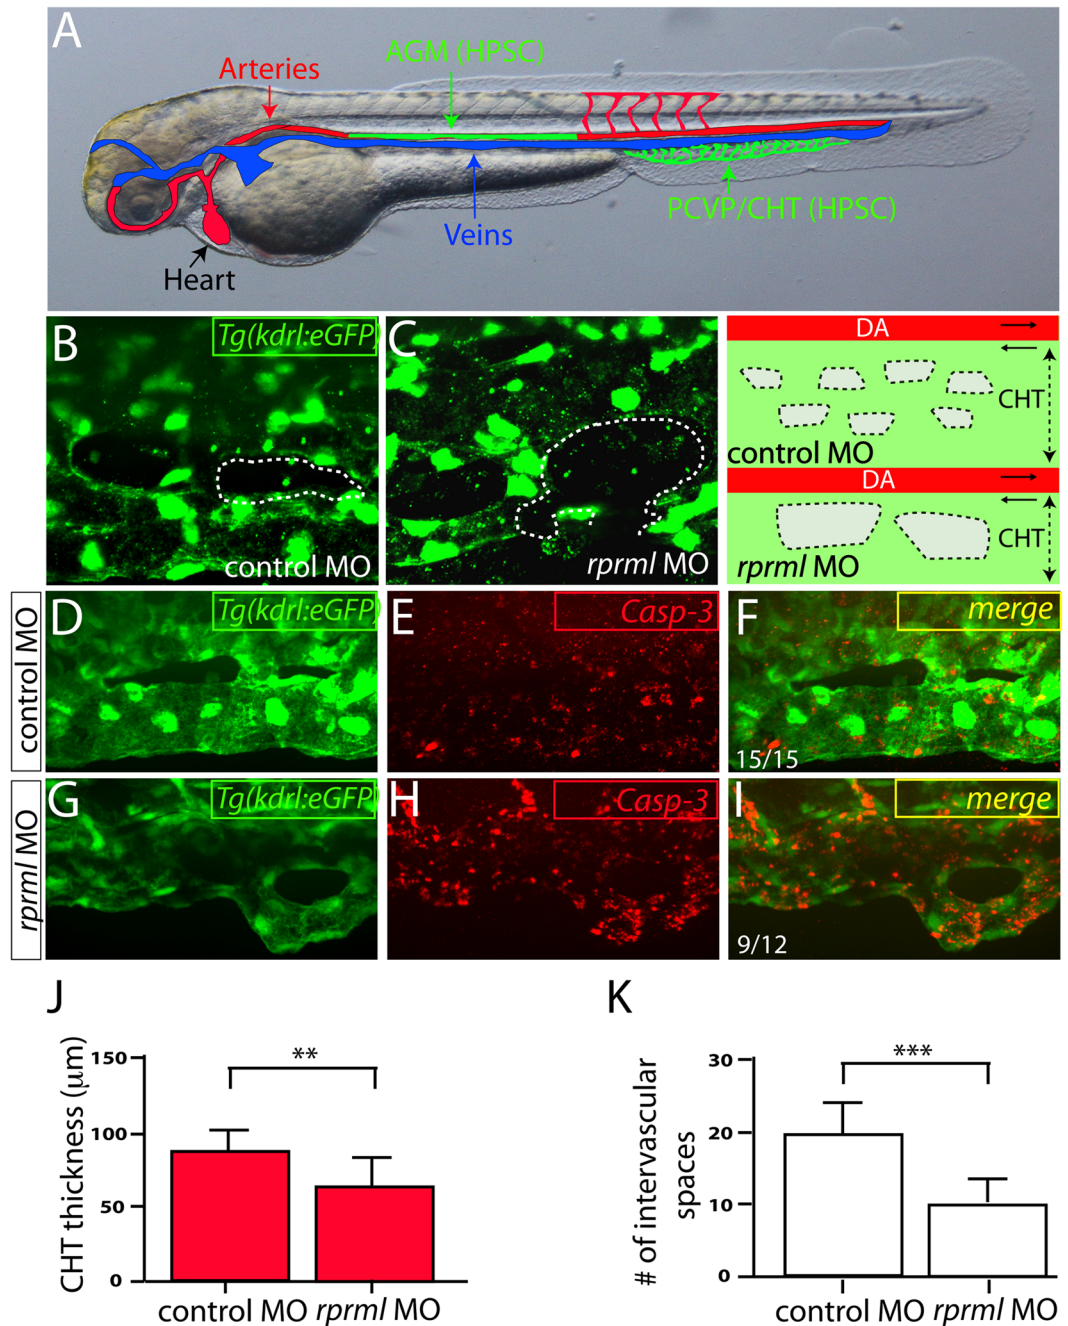 A
Arteries
AGM (HPSC)
PCVP/CHT (HPSC)
Veins
Heart
B
Tg(kdrl:eGFP)
control MO
C
rprml MO
DA
CHT
control MO
DA
CHT
rprml MO
control MO
D
Tg(kdrl:eGFP)
E
Casp-3
F
merge
15/15
rprml MO
G
Tg(kdrl:eGFP)
H
Casp-3
I
merge
9/12
J
CHT thickness (μm)
150
100
50
0
**
control MO
rprml MO
K
# of intervascular
spaces
30
20
10
0
***
control MO
rprml MO